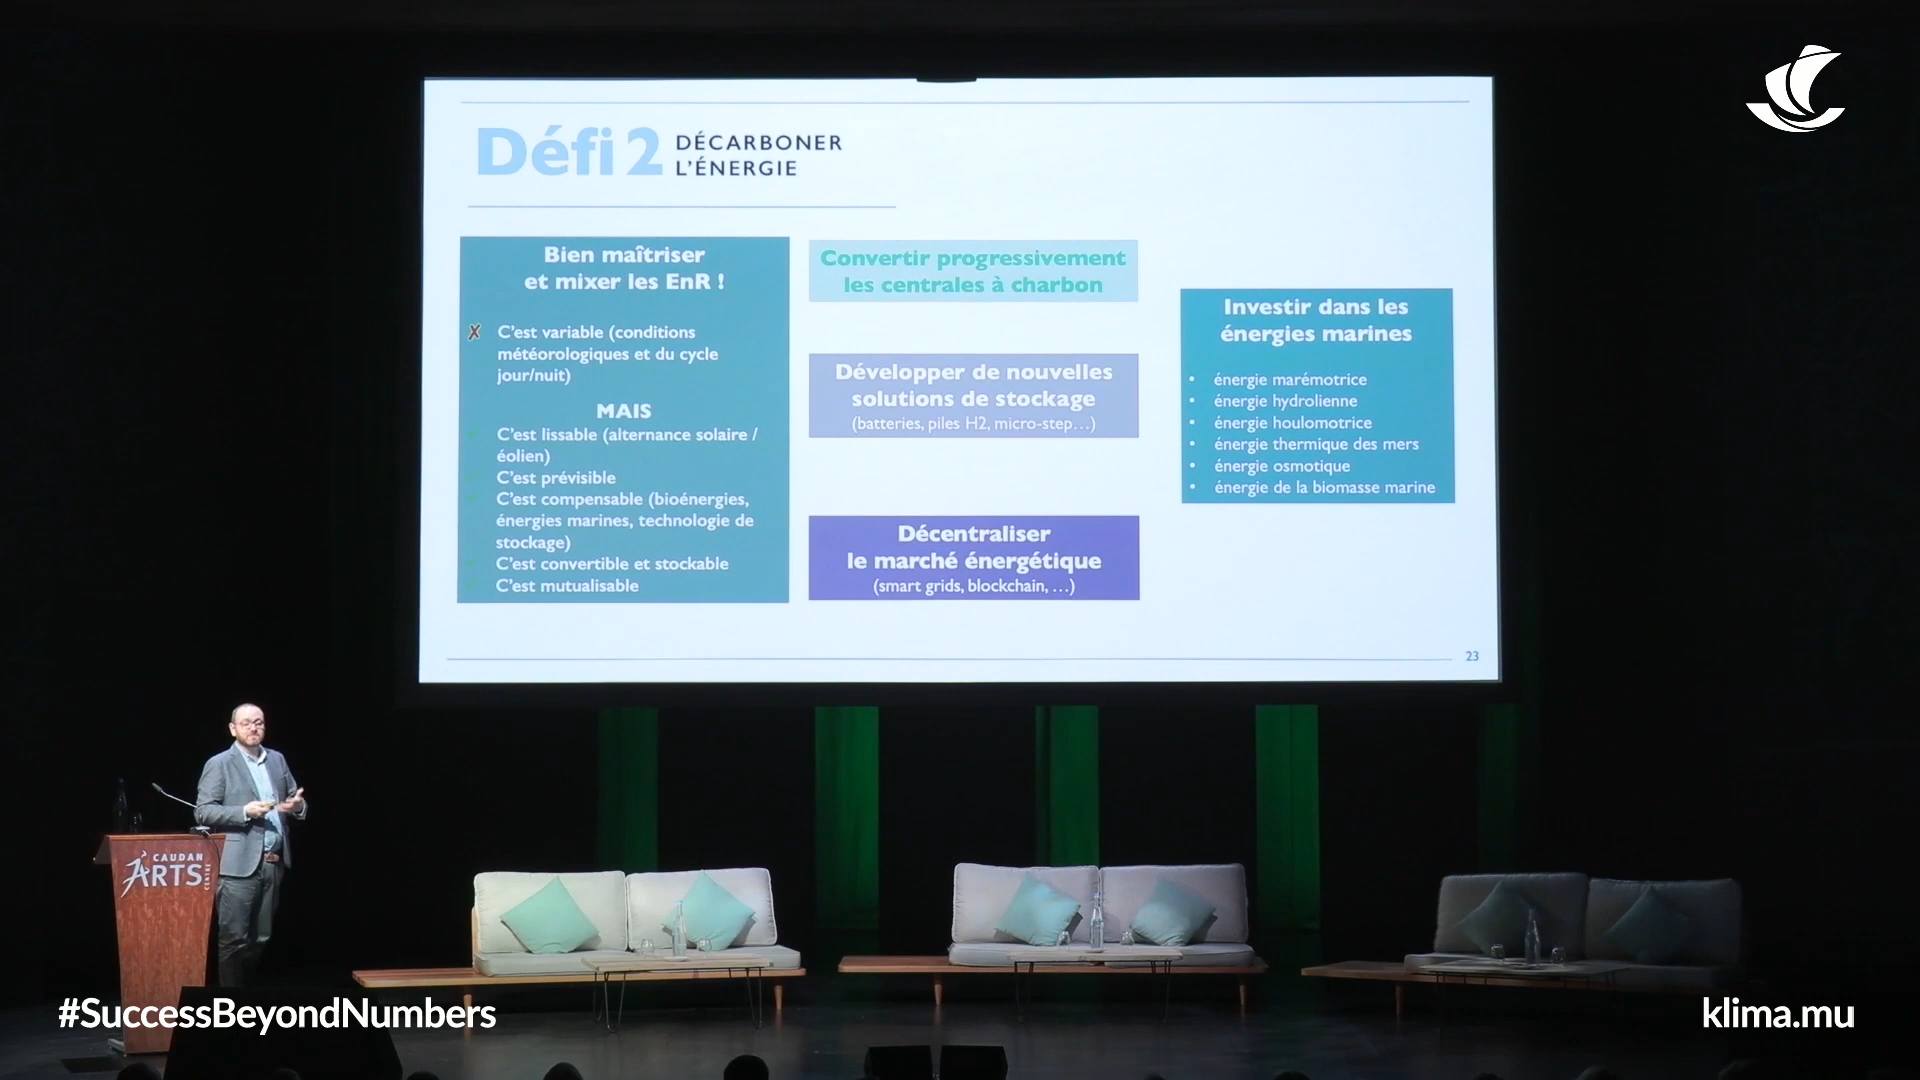 Défi 2 DÉCARBONER
L'ÉNERGIE
Bien maîtriser
et mixer les EnR !
✗ C'est variable (conditions
météorologiques et du cycle
jour/nuit)
MAIS
C'est lissable (alternance solaire /
éolien)
C'est prévisible
C'est compensable (bioénergies,
énergies marines, technologie de
stockage)
C'est convertible et stockable
C'est mutualisable
Convertir progressivement
les centrales à charbon
Développer de nouvelles
solutions de stockage
(batteries, piles H2, micro-step…)
Décentraliser
le marché énergétique
(smart grids, blockchain, …)
Investir dans les
énergies marines
• énergie marémotrice
• énergie hydrolienne
• énergie houlomotrice
• énergie thermique des mers
• énergie osmotique
• énergie de la biomasse marine
23
CAUDAN
ARTS
CENTRE
#SuccessBeyondNumbers
klima.mu